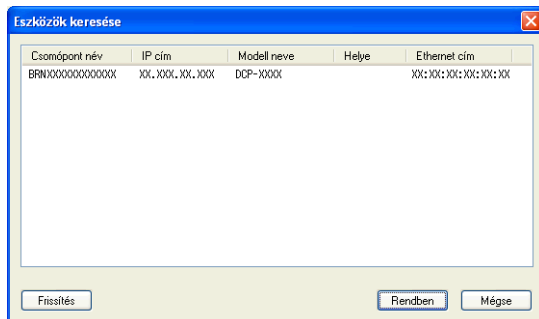 Eszközök keresése
Csomópont név IP cím Modell neve Helye Ethernet cím
BRNXXXXXXXXXXXX XX.XXX.XX.XXX DCP-XXXX XX:XX:XX:XX:XX:XX
Frissítés Rendben Mégse